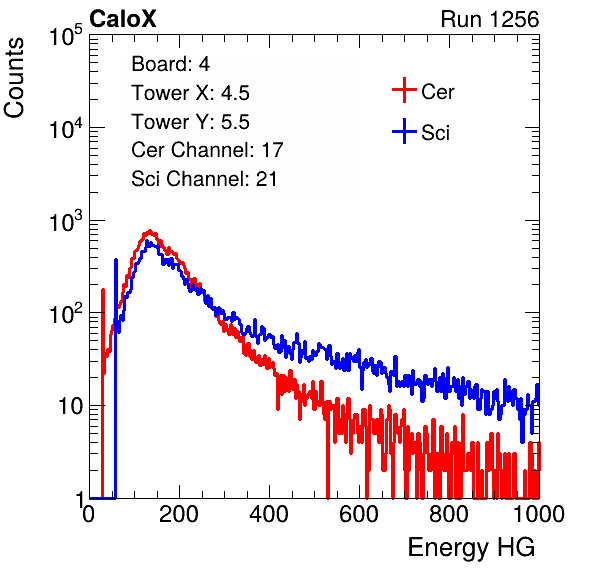 CaloX Run 1256
Counts
10^5
10^4
10^3
10^2
10
1
Board: 4
Tower X: 4.5
Tower Y: 5.5
Cer Channel: 17
Sci Channel: 21
Cer
Sci
0 200 400 600 800 1000
Energy HG